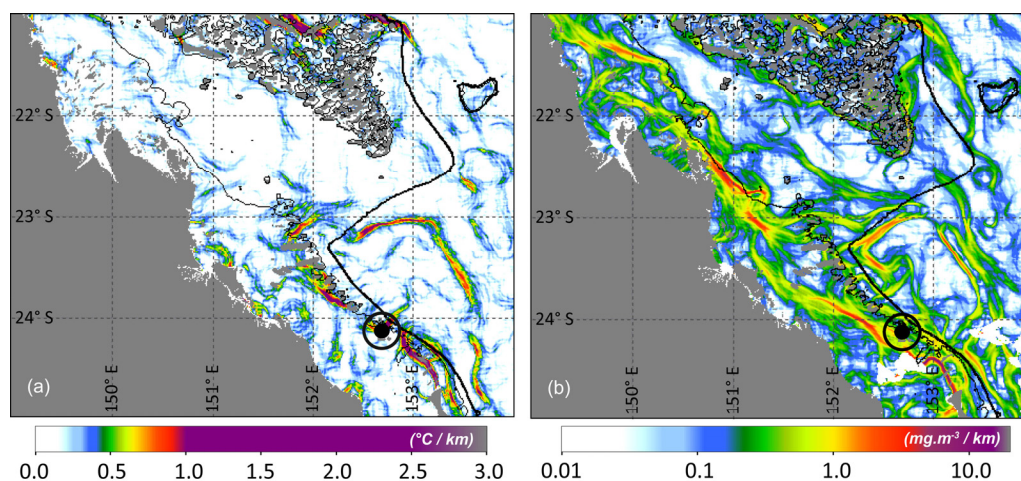 22° S
23° S
24° S
150° E
151° E
152° E
153° E
(a)
(°C / km)
0.0 0.5 1.0 1.5 2.0 2.5 3.0
22° S
23° S
24° S
150° E
151° E
152° E
153° E
(b)
(mg.m⁻³ / km)
0.01 0.1 1.0 10.0